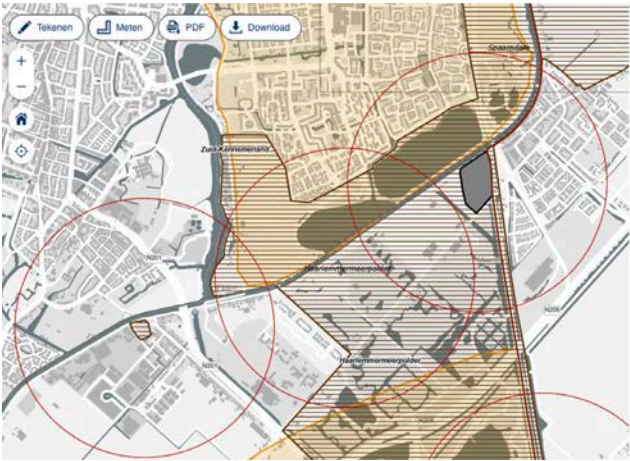 Tekenen
Meten
PDF
Download
Spaarndam
+
−
Zuid-Kennemerland
N201
Haarlemmermeerpolder
N205
Haarlemmermeerpolder
N201